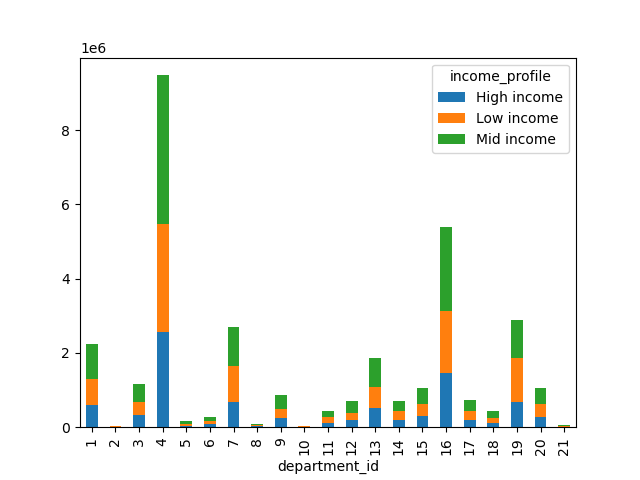 1e6
income_profile
High income
Low income
Mid income
8
6
4
2
0
1 2 3 4 5 6 7 8 9 10 11 12 13 14 15 16 17 18 19 20 21
department_id